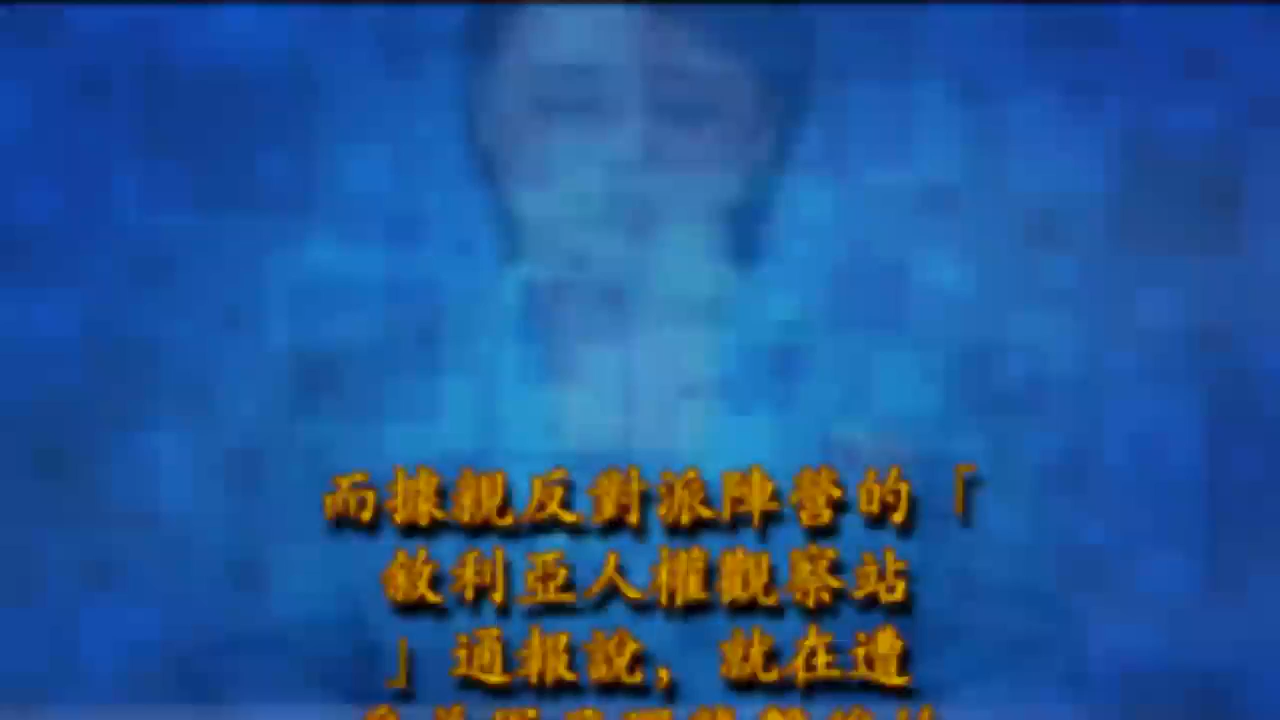 而據親反對派陣營的「
敘利亞人權觀察站
」通報說，就在遭